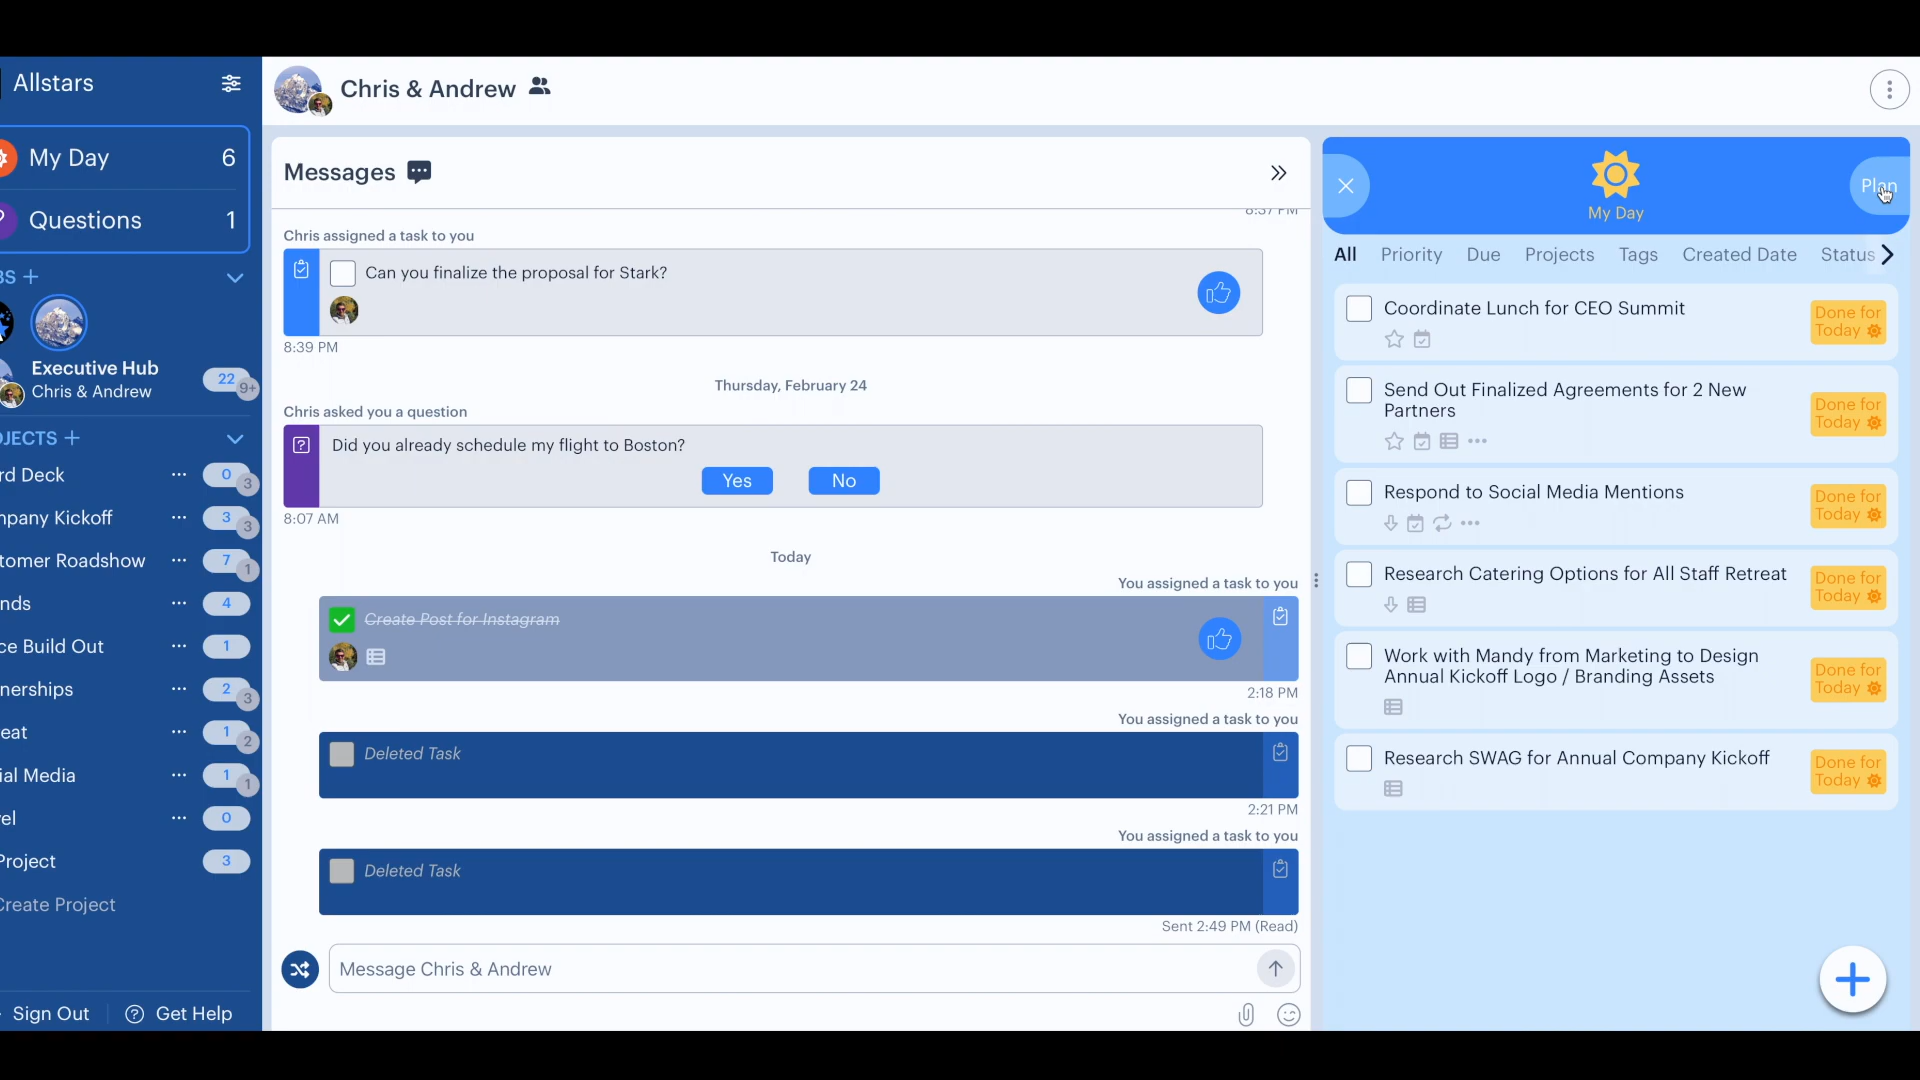 Allstars
My Day 6
Questions 1
BS +
Executive Hub
Chris & Andrew
22
9+
JECTS +
rd Deck 0 3
npany Kickoff 3 3
tomer Roadshow 7 1
nds 4
ce Build Out 1
nerships 2 3
eat 1 2
ial Media 1 1
el 0
Project 3
Create Project
Sign Out
Get Help
Chris & Andrew
Messages
8:37 PM
Chris assigned a task to you
Can you finalize the proposal for Stark?
8:39 PM
Thursday, February 24
Chris asked you a question
Did you already schedule my flight to Boston?
Yes No
8:07 AM
Today
You assigned a task to you
Create Post for Instagram
2:18 PM
You assigned a task to you
Deleted Task
2:21 PM
You assigned a task to you
Deleted Task
Sent 2:49 PM (Read)
Message Chris & Andrew
My Day
Plan
All Priority Due Projects Tags Created Date Status
Coordinate Lunch for CEO Summit
Done for
Today
Send Out Finalized Agreements for 2 New
Partners
Done for
Today
Respond to Social Media Mentions
Done for
Today
Research Catering Options for All Staff Retreat
Done for
Today
Work with Mandy from Marketing to Design
Annual Kickoff Logo / Branding Assets
Done for
Today
Research SWAG for Annual Company Kickoff
Done for
Today